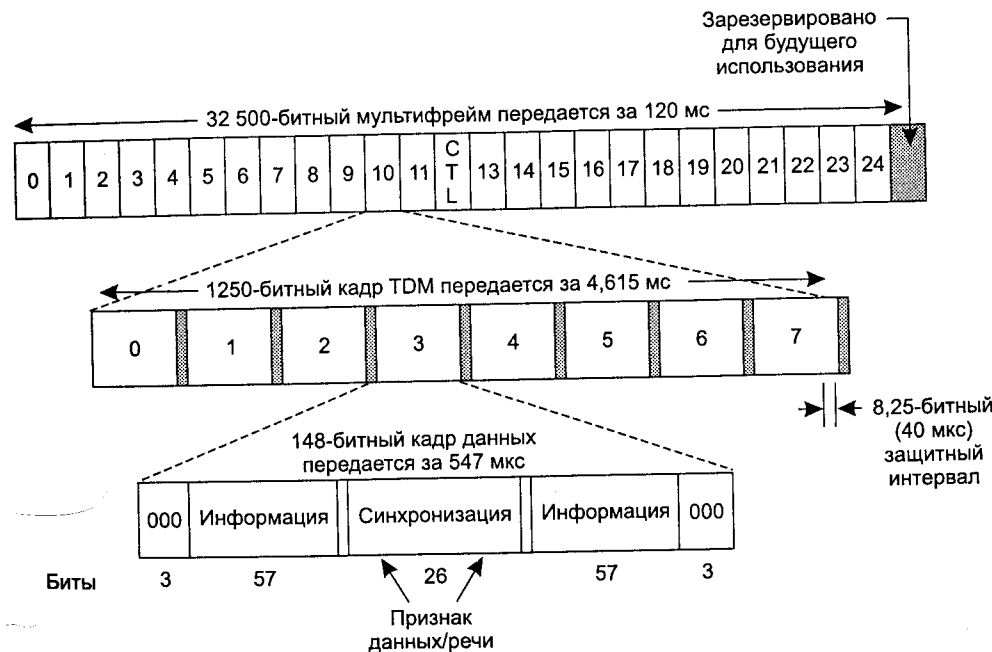 Зарезервировано
для будущего
использования
32 500-битный мультифрейм передается за 120 мс
0 1 2 3 4 5 6 7 8 9 10 11 CTL 13 14 15 16 17 18 19 20 21 22 23 24
1250-битный кадр TDM передается за 4,615 мс
0 1 2 3 4 5 6 7
8,25-битный
(40 мкс)
защитный
интервал
148-битный кадр данных
передается за 547 мкс
000 Информация Синхронизация Информация 000
Биты 3 57 26 57 3
Признак
данных/речи